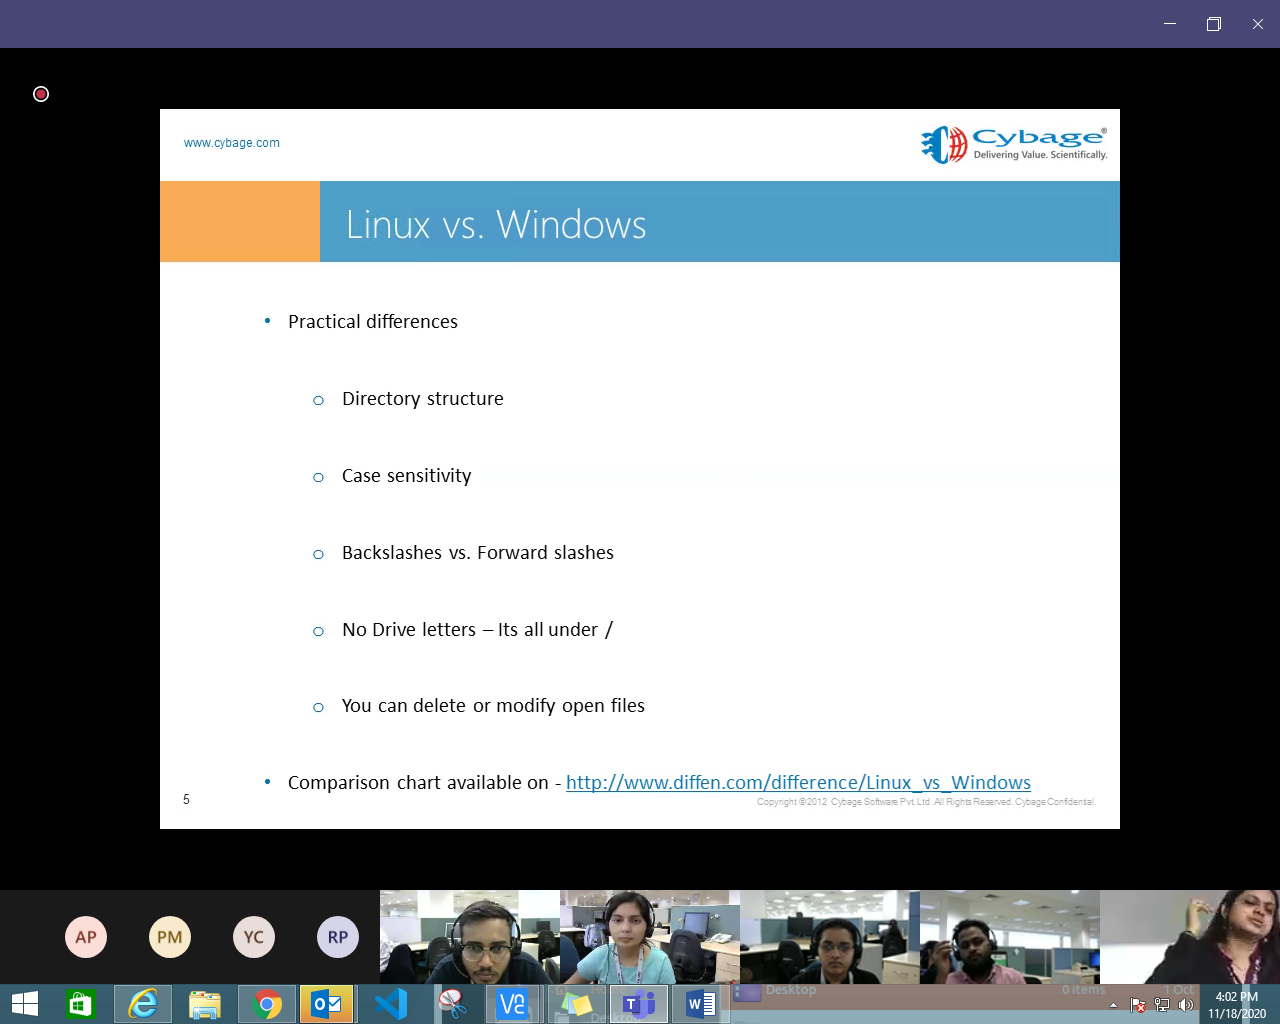 www.cybage.com
Cybage®
Delivering Value. Scientifically.
Linux vs. Windows
• Practical differences
o Directory structure
o Case sensitivity
o Backslashes vs. Forward slashes
o No Drive letters – Its all under /
o You can delete or modify open files
• Comparison chart available on - http://www.diffen.com/difference/Linux_vs_Windows
5
Copyright © 2012 Cybage Software Pvt. Ltd. All Rights Reserved. Cybage Confidential.
AP PM YC RP
Desktop 0 items 1 Oct
4:02 PM
11/18/2020
Desktop